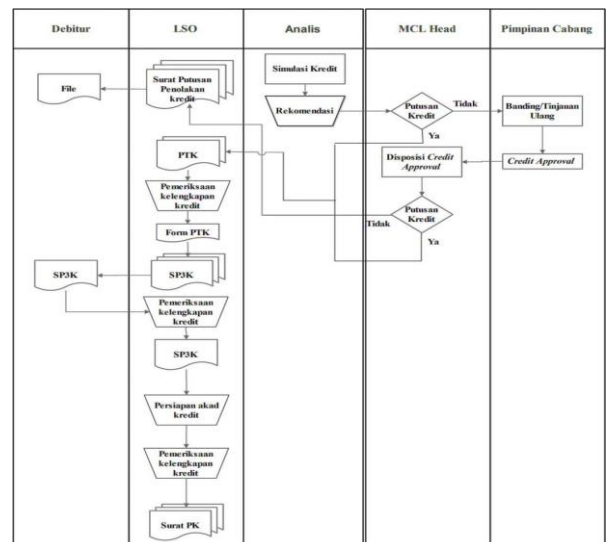 Debitur
LSO
Analis
MCL Head
Pimpinan Cabang
File
Surat Putusan
Penolakan
kredit
PTK
Pemeriksaan
kelengkapan
kredit
Form PTK
SP3K
SP3K
Pemeriksaan
kelengkapan
kredit
SP3K
Persiapan akad
kredit
Pemeriksaan
kelengkapan
kredit
Surat PK
Simulasi Kredit
Rekomendasi
Putusan
Kredit
Tidak
Ya
Disposisi Credit
Approval
Putusan
Kredit
Tidak
Ya
Banding/Tinjauan
Ulang
Credit Approval